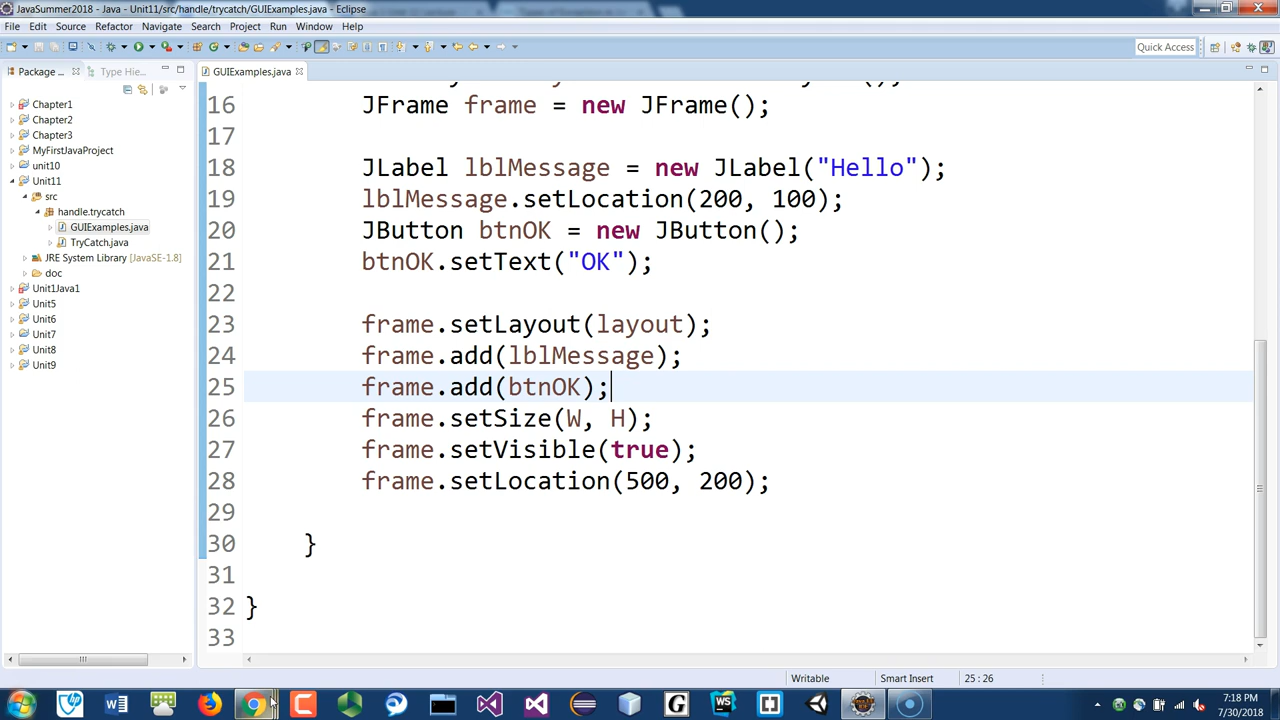 JavaSummer2018 - Java - Unit11/src/handle/trycatch/GUIExamples.java - Eclipse
File Edit Source Refactor Navigate Search Project Run Window Help
Quick Access
Package ...
Type Hie...
GUIExamples.java
Chapter1
Chapter2
Chapter3
MyFirstJavaProject
unit10
Unit11
src
handle.trycatch
GUIExamples.java
TryCatch.java
JRE System Library [JavaSE-1.8]
doc
Unit1Java1
Unit5
Unit6
Unit7
Unit8
Unit9
16 JFrame frame = new JFrame();
17
18 JLabel lblMessage = new JLabel("Hello");
19 lblMessage.setLocation(200, 100);
20 JButton btnOK = new JButton();
21 btnOK.setText("OK");
22
23 frame.setLayout(layout);
24 frame.add(lblMessage);
25 frame.add(btnOK);
26 frame.setSize(W, H);
27 frame.setVisible(true);
28 frame.setLocation(500, 200);
29
30 }
31
32 }
33
Writable
Smart Insert
25 : 26
7:18 PM
7/30/2018